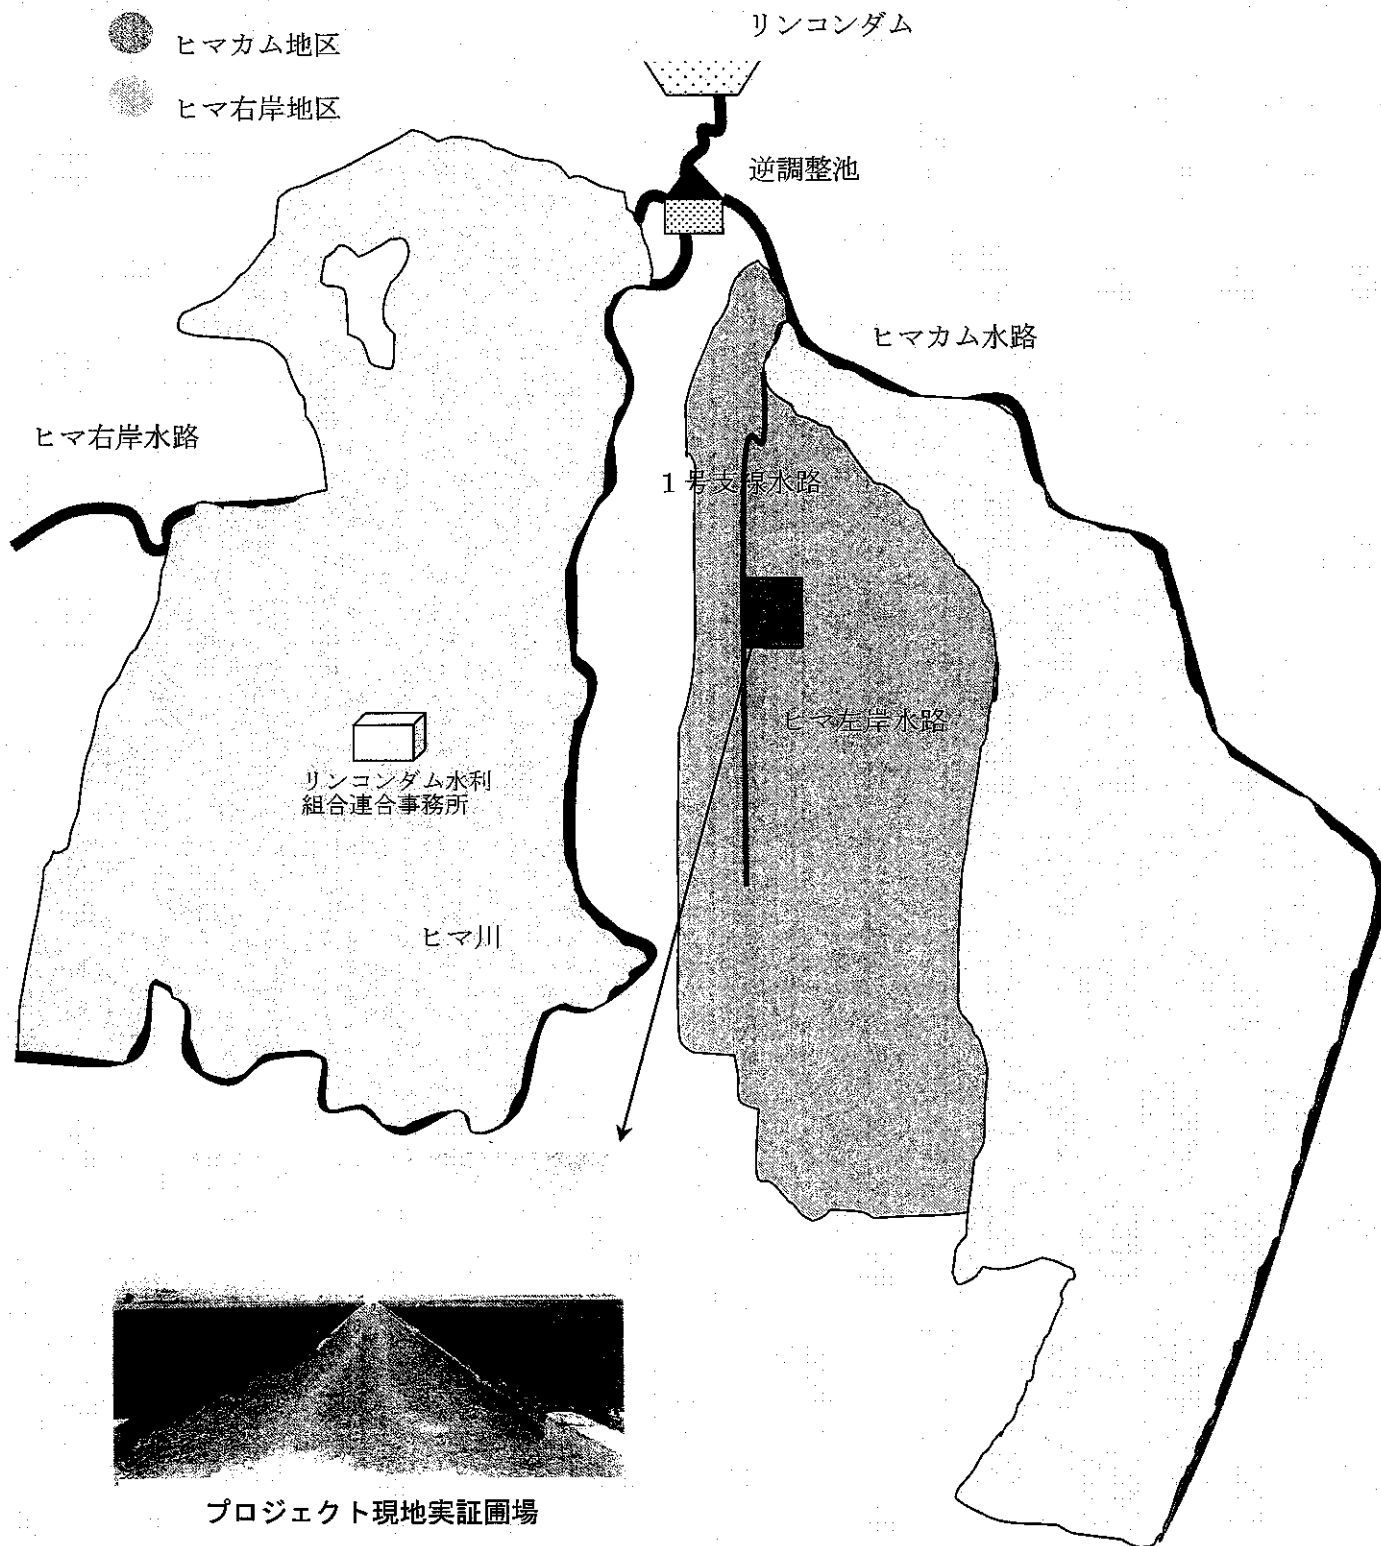 リンコンダム
ヒマカム地区
ヒマ右岸地区
逆調整池
ヒマカム水路
ヒマ右岸水路
1号支線水路
ヒマ左岸水路
リンコンダム水利
組合連合事務所
ヒマ川
プロジェクト現地実証圃場